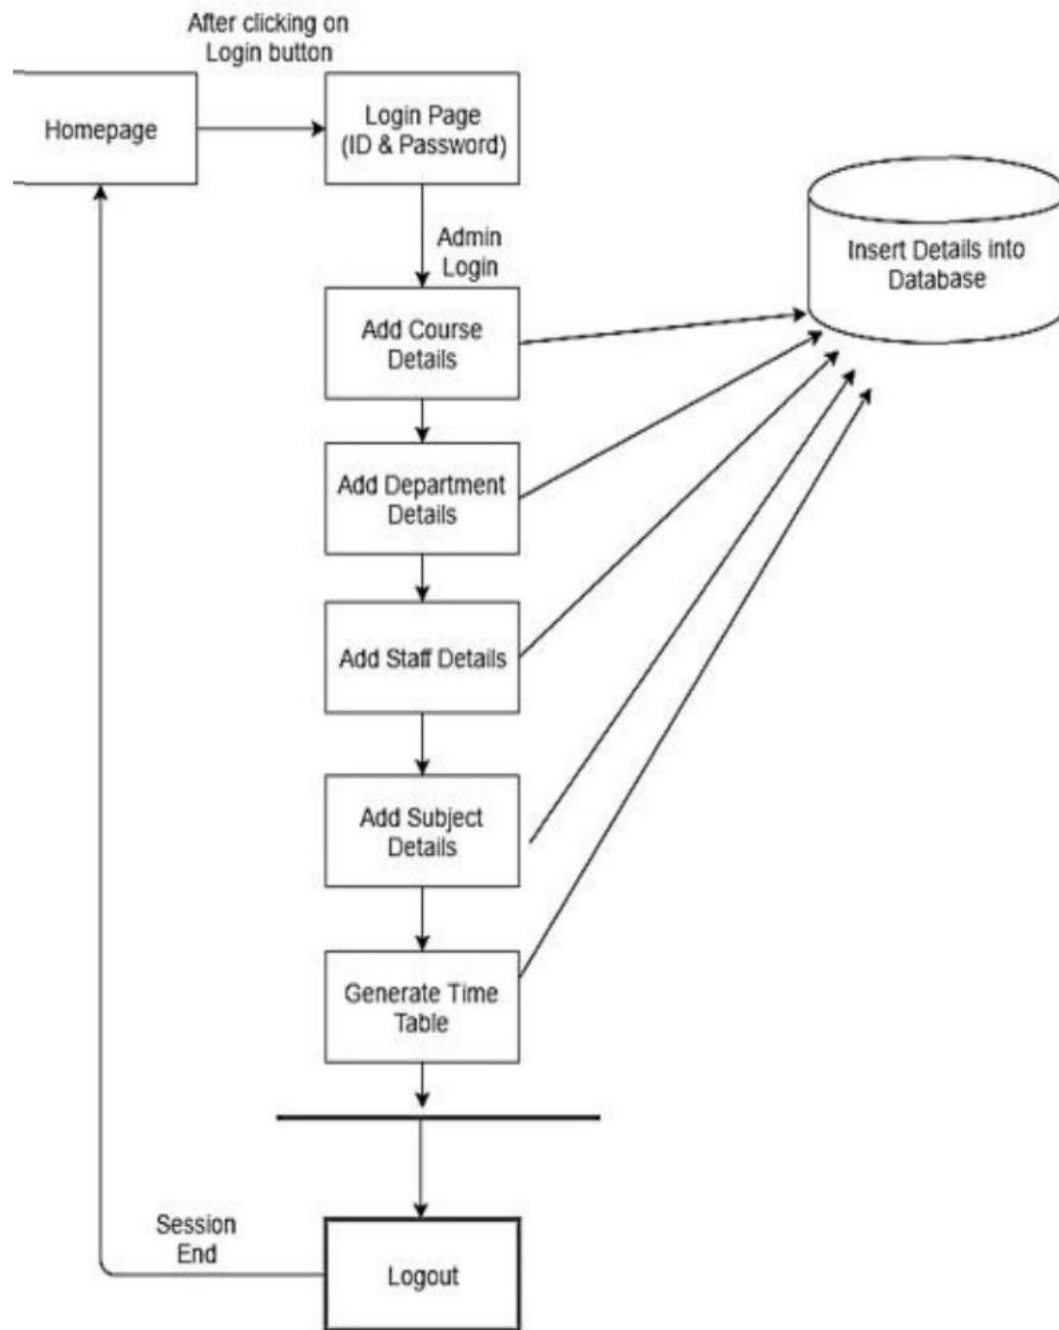 After clicking on
Login button
Homepage
Login Page
(ID & Password)
Admin
Login
Insert Details into
Database
Add Course
Details
Add Department
Details
Add Staff Details
Add Subject
Details
Generate Time
Table
Session
End
Logout